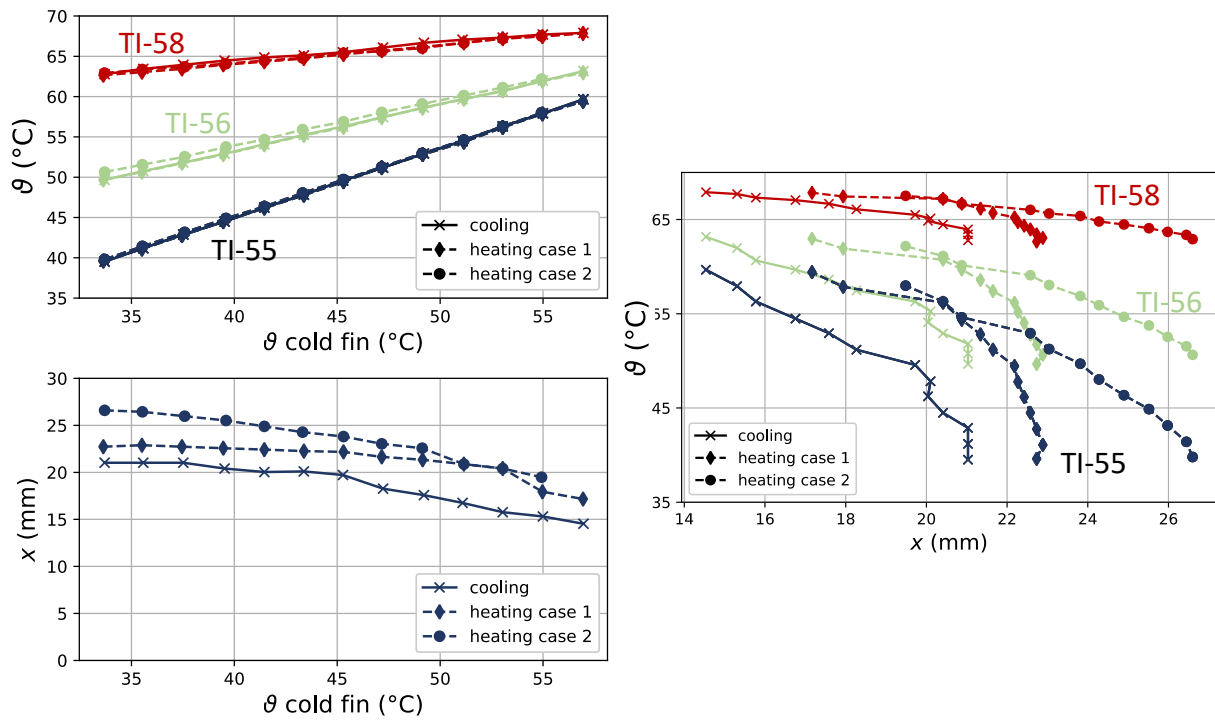 70
65
60
55
50
45
40
35
ϑ (°C)
TI-58
TI-56
TI-55
cooling
heating case 1
heating case 2
35 40 45 50 55
ϑ cold fin (°C)
30
25
20
15
10
5
0
x (mm)
cooling
heating case 1
heating case 2
35 40 45 50 55
ϑ cold fin (°C)
65
55
45
35
ϑ (°C)
TI-58
TI-56
TI-55
cooling
heating case 1
heating case 2
14 16 18 20 22 24 26
x (mm)